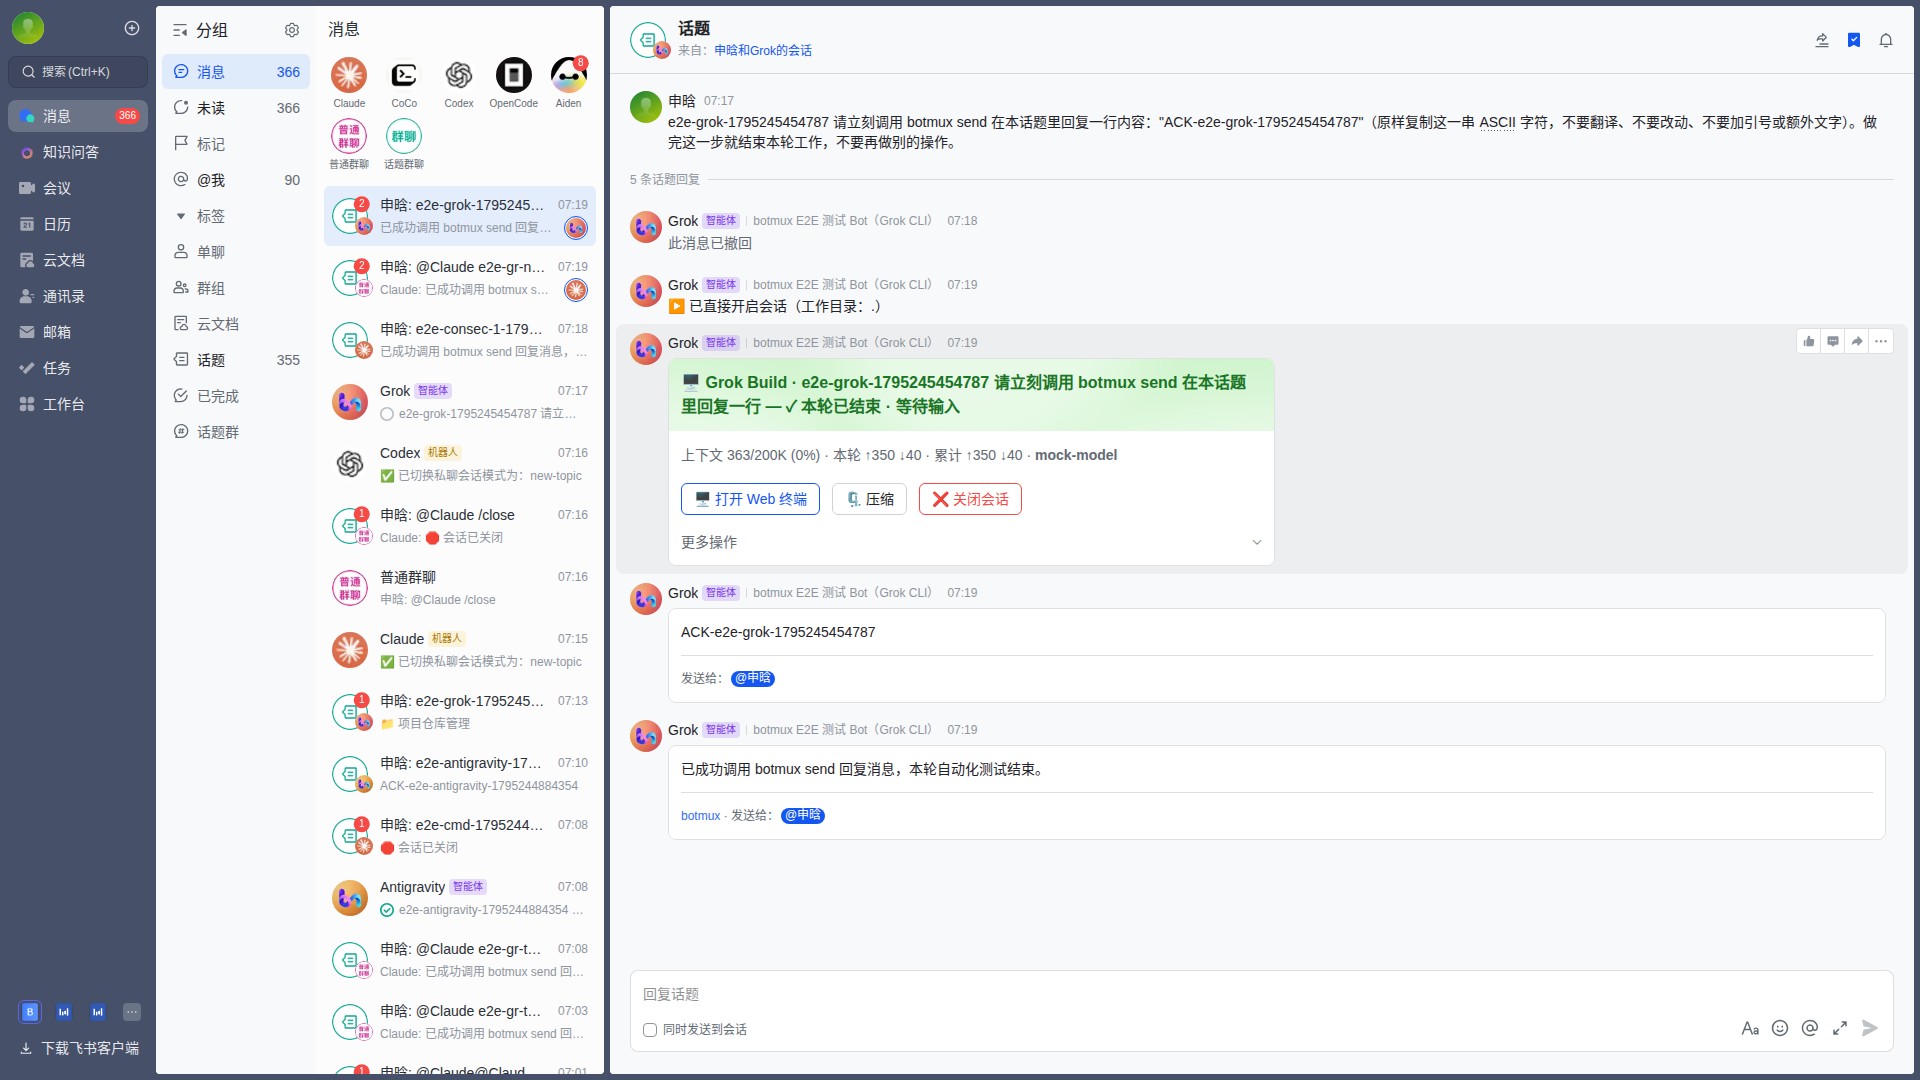 搜索 (Ctrl+K)
消息 366
知识问答
会议
日历
云文档
通讯录
邮箱
任务
工作台
下载飞书客户端
分组
消息 366
未读 366
标记
@我 90
标签
单聊
群组
云文档
话题 355
已完成
话题群
消息
Claude
CoCo
Codex
OpenCode
8
Aiden
普通群聊
普通群聊
群聊
话题群聊
2
申晗: e2e-grok-1795245... 07:19
已成功调用 botmux send 回复...
2
申晗: @Claude e2e-gr-n... 07:19
Claude: 已成功调用 botmux s...
申晗: e2e-consec-1-179... 07:18
已成功调用 botmux send 回复消息，...
Grok 智能体 07:17
e2e-grok-1795245454787 请立...
Codex 机器人 07:16
已切换私聊会话模式为：new-topic
1
申晗: @Claude /close 07:16
Claude: 会话已关闭
普通群聊 07:16
申晗: @Claude /close
Claude 机器人 07:15
已切换私聊会话模式为：new-topic
1
申晗: e2e-grok-1795245... 07:13
项目仓库管理
申晗: e2e-antigravity-17... 07:10
ACK-e2e-antigravity-1795244884354
1
申晗: e2e-cmd-1795244... 07:08
会话已关闭
Antigravity 智能体 07:08
e2e-antigravity-1795244884354 ...
申晗: @Claude e2e-gr-t... 07:08
Claude: 已成功调用 botmux send 回...
申晗: @Claude e2e-gr-t... 07:03
Claude: 已成功调用 botmux send 回...
1
申晗: @Claude@Claud... 07:01
话题
来自：申晗和Grok的会话
申晗 07:17
e2e-grok-1795245454787 请立刻调用 botmux send 在本话题里回复一行内容："ACK-e2e-grok-1795245454787"（原样复制这一串 ASCII 字符，不要翻译、不要改动、不要加引号或额外文字）。做
完这一步就结束本轮工作，不要再做别的操作。
5 条话题回复
Grok 智能体 botmux E2E 测试 Bot（Grok CLI） 07:18
此消息已撤回
Grok 智能体 botmux E2E 测试 Bot（Grok CLI） 07:19
已直接开启会话（工作目录：.）
Grok 智能体 botmux E2E 测试 Bot（Grok CLI） 07:19
Grok Build · e2e-grok-1795245454787 请立刻调用 botmux send 在本话题
里回复一行 — ✓ 本轮已结束 · 等待输入
上下文 363/200K (0%) · 本轮 ↑350 ↓40 · 累计 ↑350 ↓40 · mock-model
打开 Web 终端 压缩 关闭会话
更多操作
Grok 智能体 botmux E2E 测试 Bot（Grok CLI） 07:19
ACK-e2e-grok-1795245454787
发送给：@申晗
Grok 智能体 botmux E2E 测试 Bot（Grok CLI） 07:19
已成功调用 botmux send 回复消息，本轮自动化测试结束。
botmux · 发送给：@申晗
回复话题
同时发送到会话